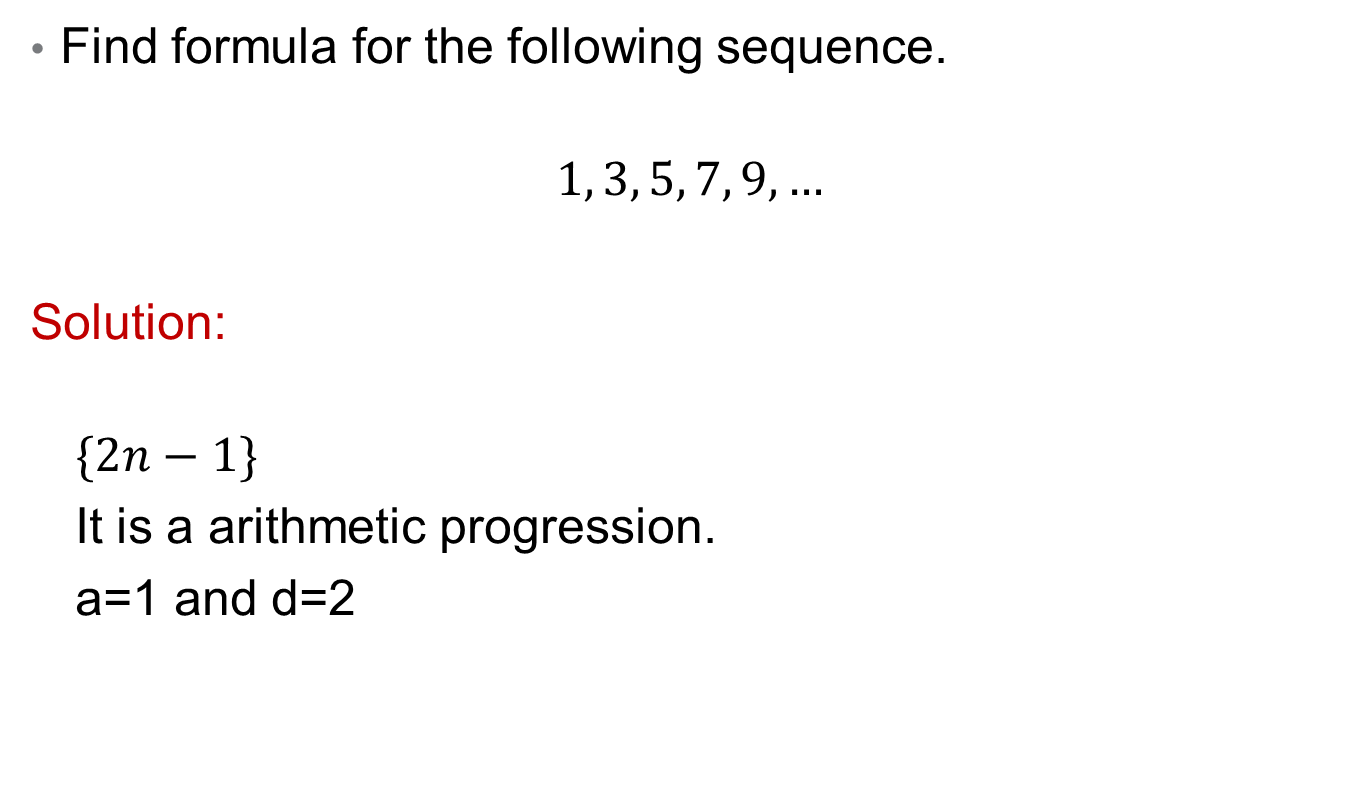 • Find formula for the following sequence.
1, 3, 5, 7, 9, …
Solution:
{2𝑛 − 1}
It is a arithmetic progression.
a=1 and d=2